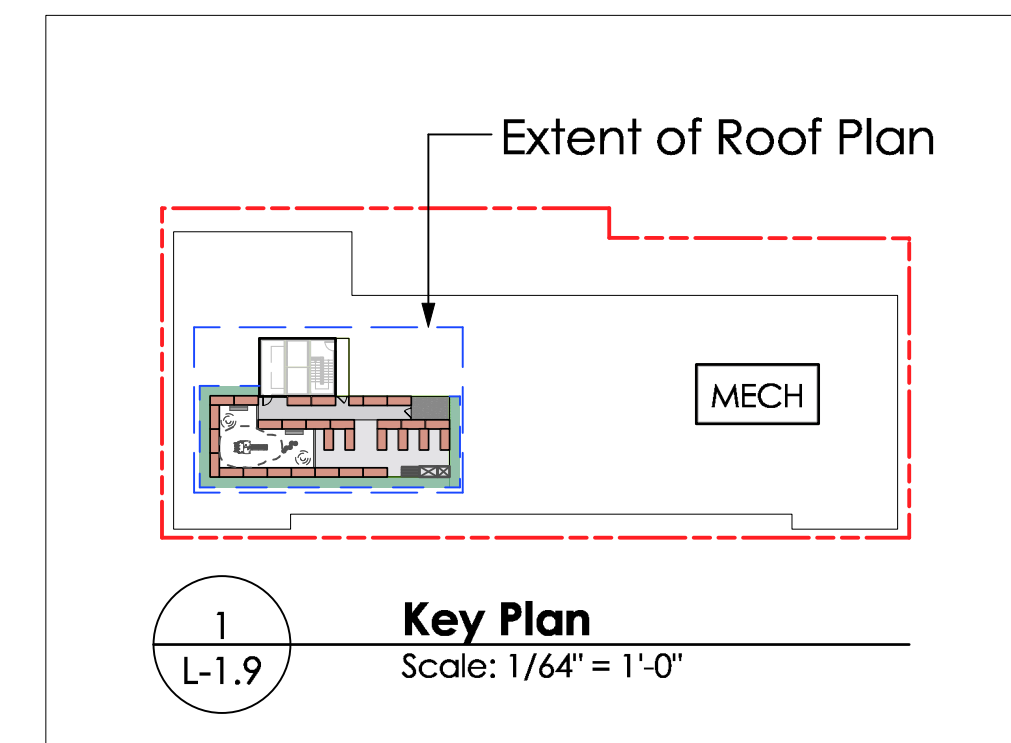 Extent of Roof Plan
MECH
1
L-1.9
Key Plan
Scale: 1/64" = 1'-0"